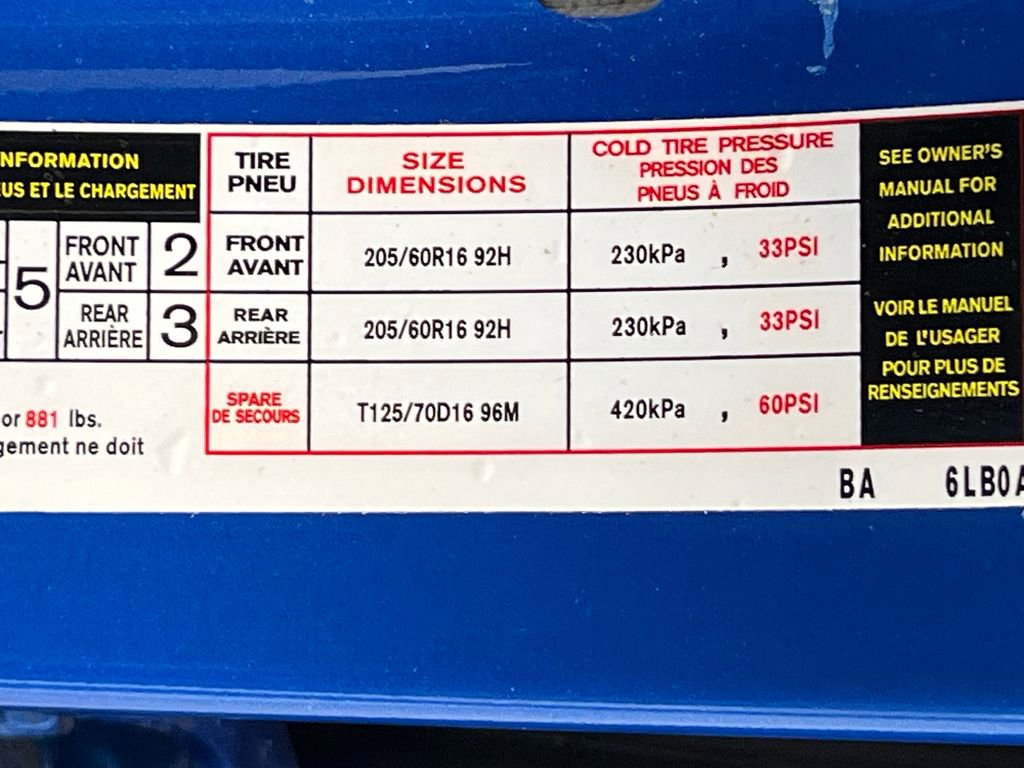 NFORMATION
US ET LE CHARGEMENT
5
FRONT
AVANT
2
REAR
ARRIÈRE
3
or 881 lbs.
gement ne doit
TIRE
PNEU
SIZE
DIMENSIONS
COLD TIRE PRESSURE
PRESSION DES
PNEUS À FROID
FRONT
AVANT
205/60R16 92H
230kPa , 33PSI
REAR
ARRIÈRE
205/60R16 92H
230kPa , 33PSI
SPARE
DE SECOURS
T125/70D16 96M
420kPa , 60PSI
SEE OWNER'S
MANUAL FOR
ADDITIONAL
INFORMATION
VOIR LE MANUEL
DE L'USAGER
POUR PLUS DE
RENSEIGNEMENTS
BA 6LB0A